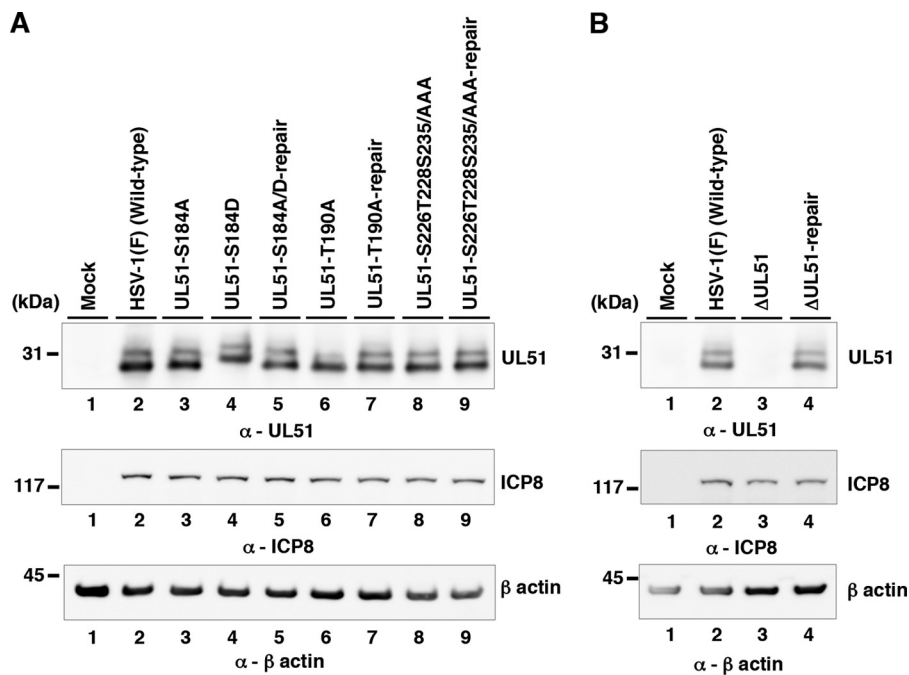 A
Mock
HSV-1(F) (Wild-type)
UL51-S184A
UL51-S184D
UL51-S184A/D-repair
UL51-T190A
UL51-T190A-repair
UL51-S226T228S235/AAA
UL51-S226T228S235/AAA-repair
(kDa)
31
UL51
1 2 3 4 5 6 7 8 9
α - UL51
117
ICP8
1 2 3 4 5 6 7 8 9
α - ICP8
45
β actin
1 2 3 4 5 6 7 8 9
α - β actin
B
Mock
HSV-1(F) (Wild-type)
ΔUL51
ΔUL51-repair
(kDa)
31
UL51
1 2 3 4
α - UL51
117
ICP8
1 2 3 4
α - ICP8
45
β actin
1 2 3 4
α - β actin